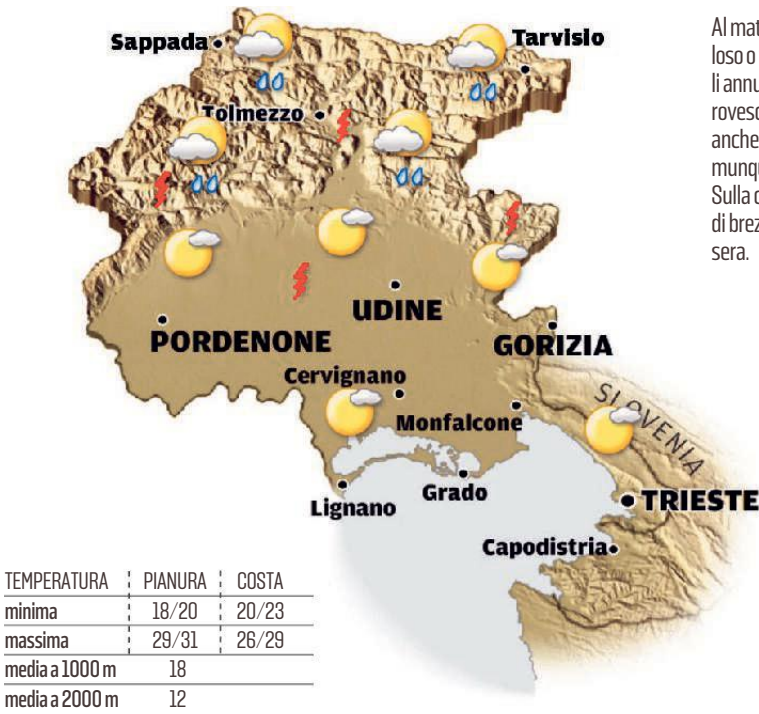 Sappada
Tarvisio
Tolmezzo
UDINE
PORDENONE
GORIZIA
Cervignano
SLOVENIA
Monfalcone
Grado
Lignano
TRIESTE
Capodistria
TEMPERATURA PIANURA COSTA
minima 18/20 20/23
massima 29/31 26/29
media a 1000 m 18
media a 2000 m 12
Al mat
loso o
li annu
rovesc
anche
munqu
Sulla
di brez
sera.